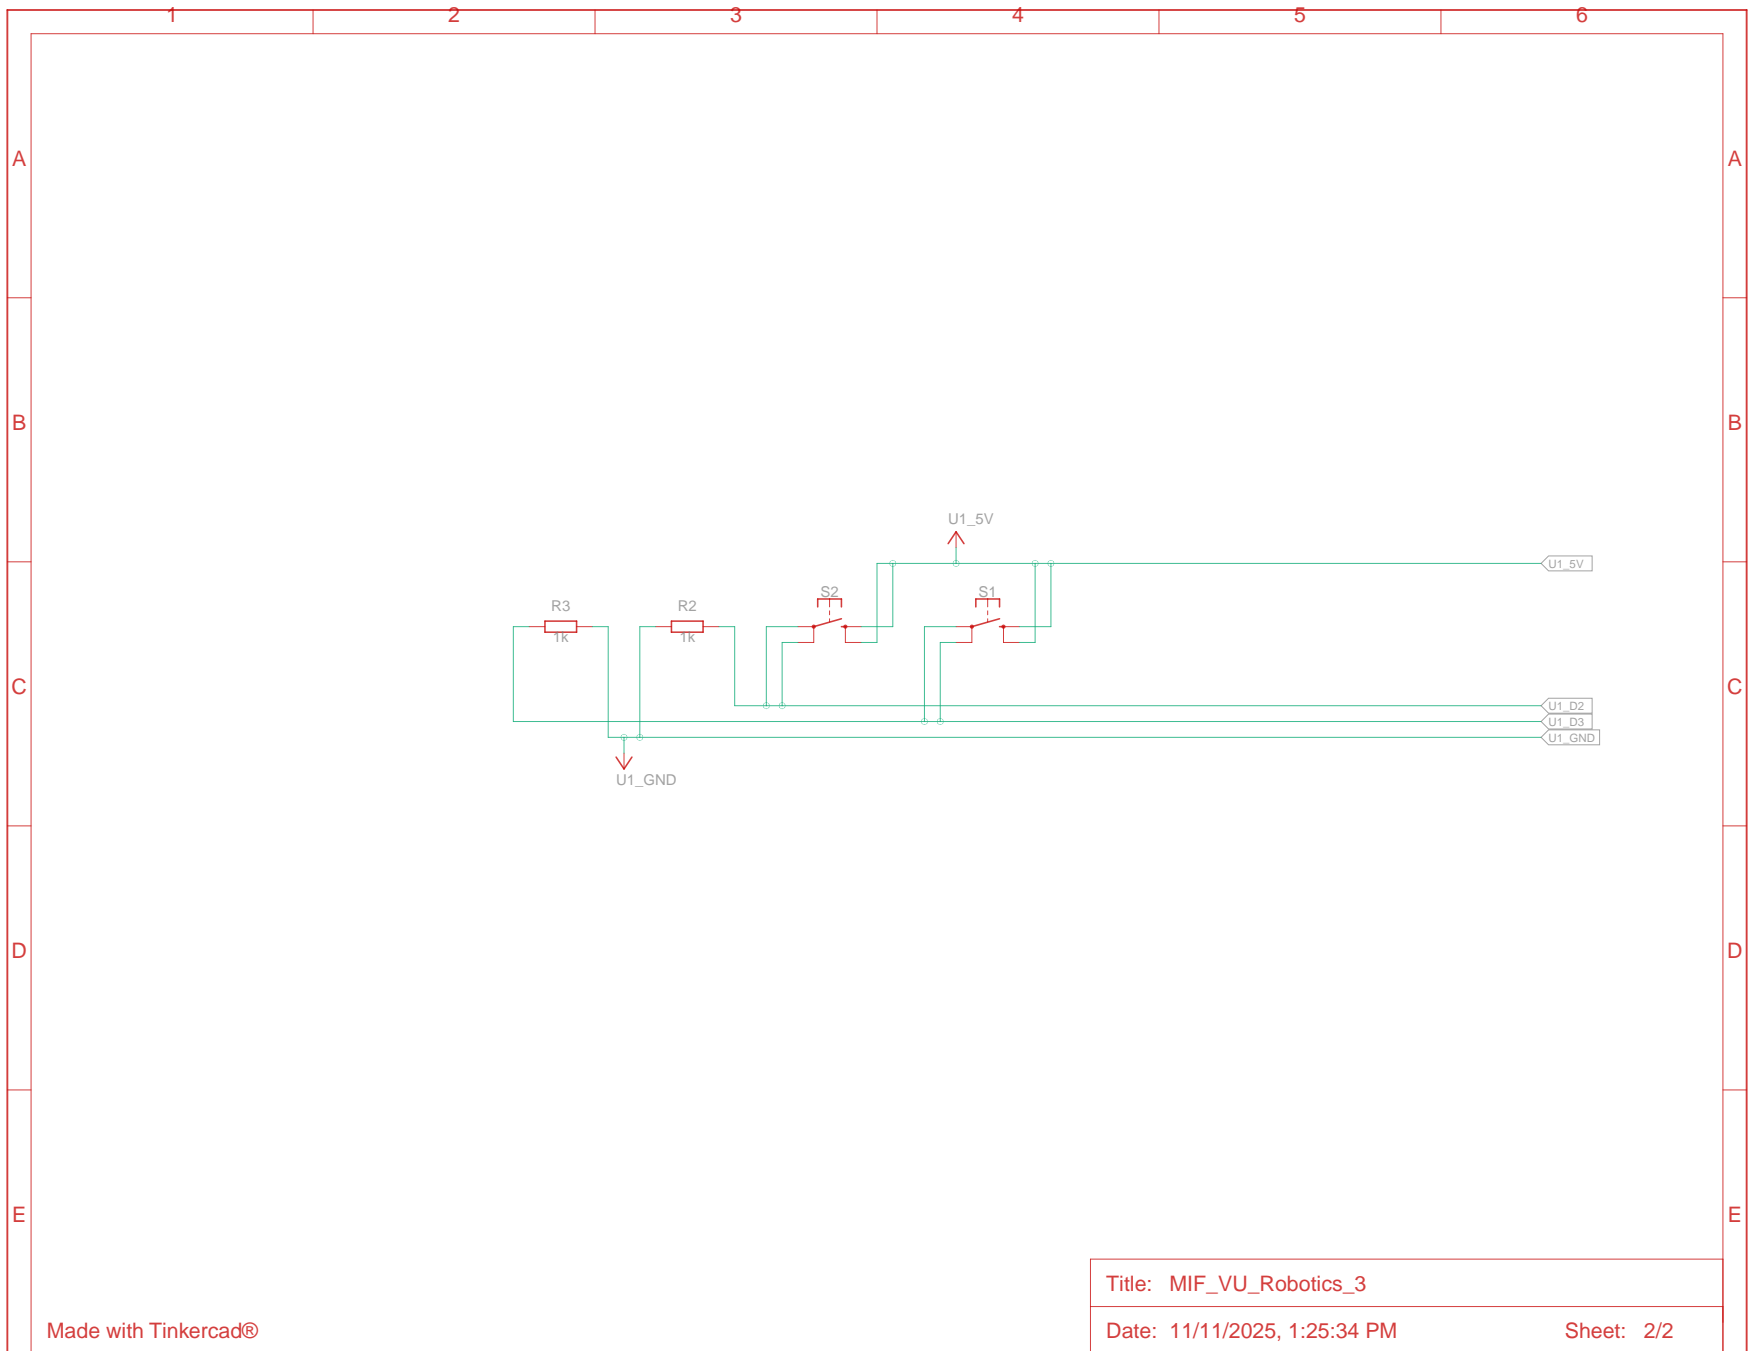 1 2 3 4 5 6
A A
B B
U1_5V
U1_5V
S2 S1
R3 R2
1k 1k
C C
U1_D2
U1_D3
U1_GND
U1_GND
D D
E E
Title: MIF_VU_Robotics_3
Made with Tinkercad®
Date: 11/11/2025, 1:25:34 PM Sheet: 2/2